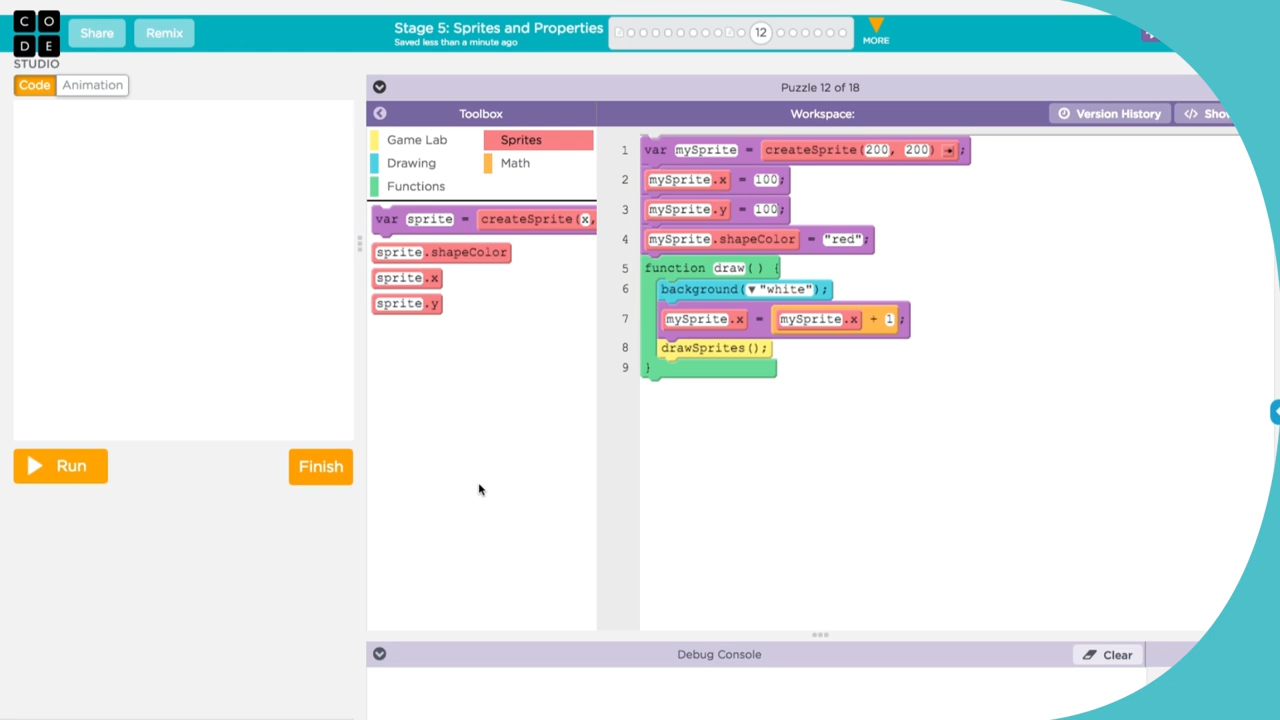 C O
D E
STUDIO
Share
Remix
Stage 5: Sprites and Properties
Saved less than a minute ago
12
MORE
Code
Animation
Puzzle 12 of 18
Toolbox
Workspace:
Version History
</> Show
Game Lab
Sprites
Drawing
Math
Functions
var sprite = createSprite(x,
sprite.shapeColor
sprite.x
sprite.y
1 var mySprite = createSprite(200, 200);
2 mySprite.x = 100;
3 mySprite.y = 100;
4 mySprite.shapeColor = "red";
5 function draw() {
6 background("white");
7 mySprite.x = mySprite.x + 1;
8 drawSprites();
9 }
Run
Finish
Debug Console
Clear